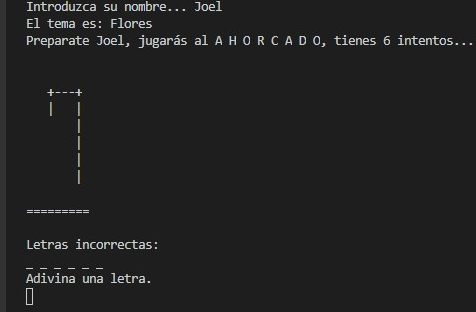 Introduzca su nombre... Joel
El tema es: Flores
Preparate Joel, jugarás al A H O R C A D O, tienes 6 intentos...
+---+
|   |
    |
    |
    |
    |
=========
Letras incorrectas:
_ _ _ _ _ _
Adivina una letra.